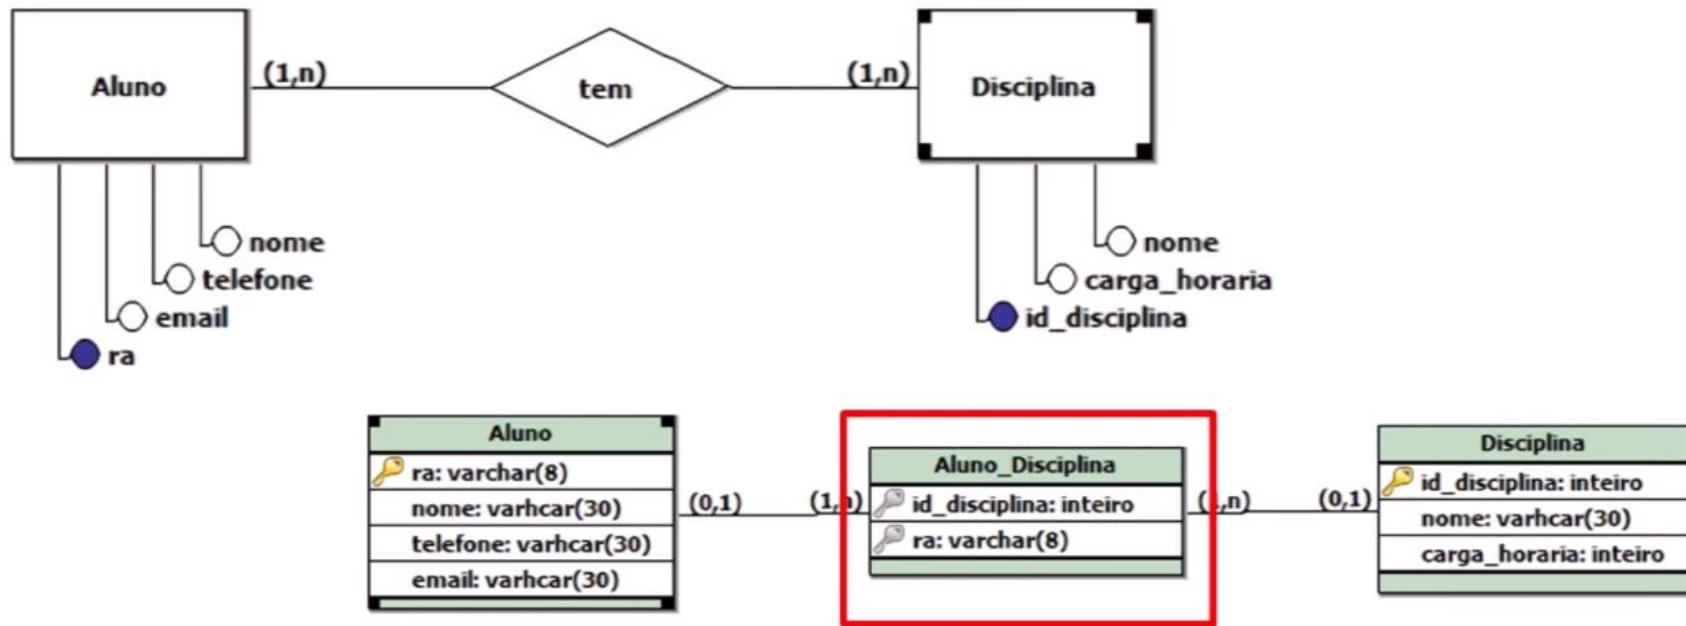 Aluno
(1,n)
tem
(1,n)
Disciplina
nome
telefone
email
ra
nome
carga_horaria
id_disciplina
Aluno
ra: varchar(8)
nome: varhcar(30)
telefone: varhcar(30)
email: varhcar(30)
(0,1)
(1,n)
Aluno_Disciplina
id_disciplina: inteiro
ra: varchar(8)
(1,n)
(0,1)
Disciplina
id_disciplina: inteiro
nome: varhcar(30)
carga_horaria: inteiro